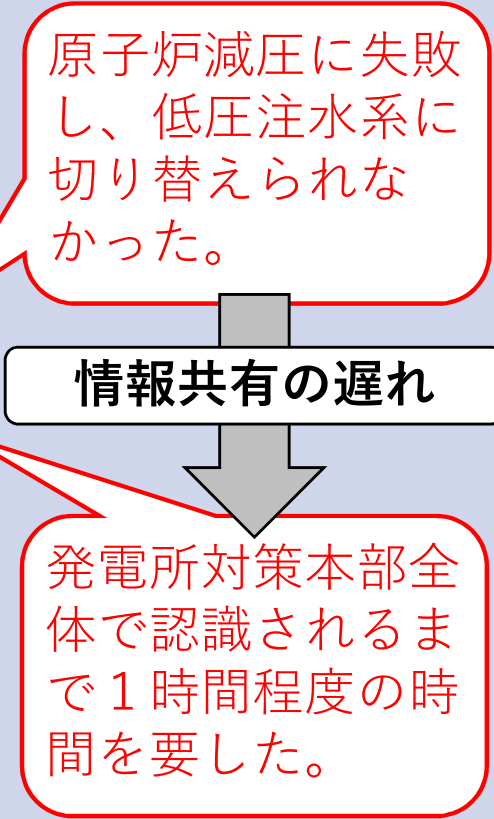 原子炉減圧に失敗
し、低圧注水系に
切り替えられな
かった。
情報共有の遅れ
発電所対策本部全
体で認識されるま
で１時間程度の時
間を要した。